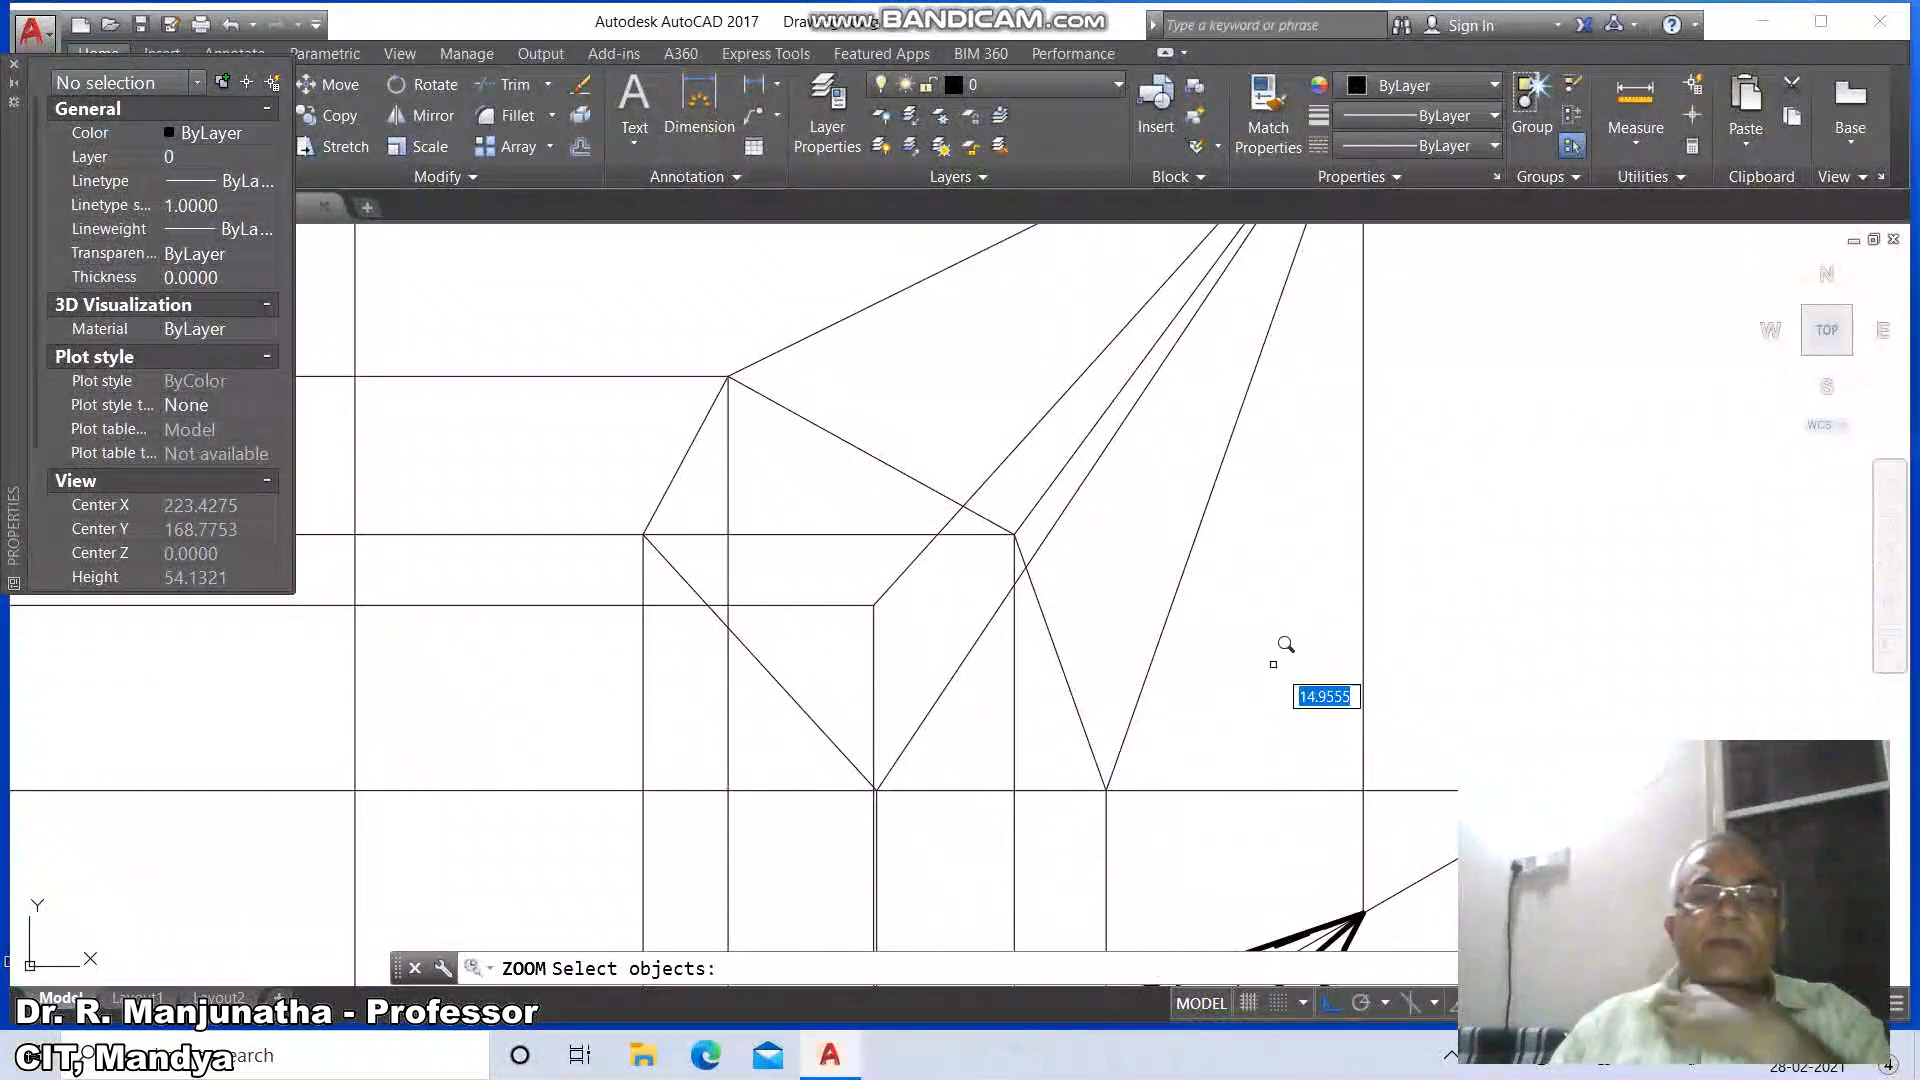 Autodesk AutoCAD 2017
www.BANDICAM.com
Type a keyword or phrase
Sign In
Parametric
View
Manage
Output
Add-ins
A360
Express Tools
Featured Apps
BIM 360
Performance
No selection
General
Color ByLayer
Layer 0
Linetype ByLa...
Linetype s... 1.0000
Lineweight ByLa...
Transparen... ByLayer
Thickness 0.0000
3D Visualization
Material ByLayer
Plot style
Plot style ByColor
Plot style t... None
Plot table... Model
Plot table t... Not available
View
Center X 223.4275
Center Y 168.7753
Center Z 0.0000
Height 54.1321
PROPERTIES
Move Rotate Trim
Copy Mirror Fillet
Stretch Scale Array
Modify
Text
Dimension
Annotation
Layer Properties
0
Layers
Insert
Block
Match Properties
ByLayer
ByLayer
ByLayer
Properties
Group
Groups
Measure
Utilities
Paste
Clipboard
Base
View
N
W TOP E
S
WCS
14.9555
Y
X
ZOOM Select objects:
Model Layout1 Layout2
MODEL
Dr. R. Manjunatha - Professor
CIT, Mandya
search
28-02-2021
4